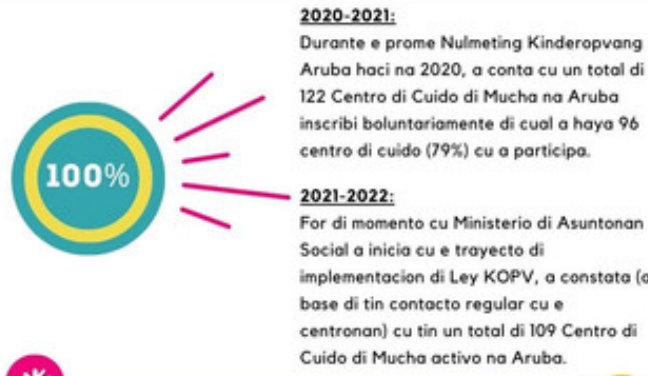 2020-2021:
Durante e prome Nulmeting Kinderopvang
Aruba haci na 2020, a conta cu un total di
122 Centro di Cuido di Mucha na Aruba
inscribi boluntariamente di cual a haya 96
centro di cuido (79%) cu a participa.
100%
2021-2022:
For di momento cu Ministerio di Asuntonan
Social a inicia cu e trayecto di
implementacion di Ley KOPV, a constata (
base di tin contacto regular cu e
centronan) cu tin un total di 109 Centro di
Cuido di Mucha activo na Aruba.